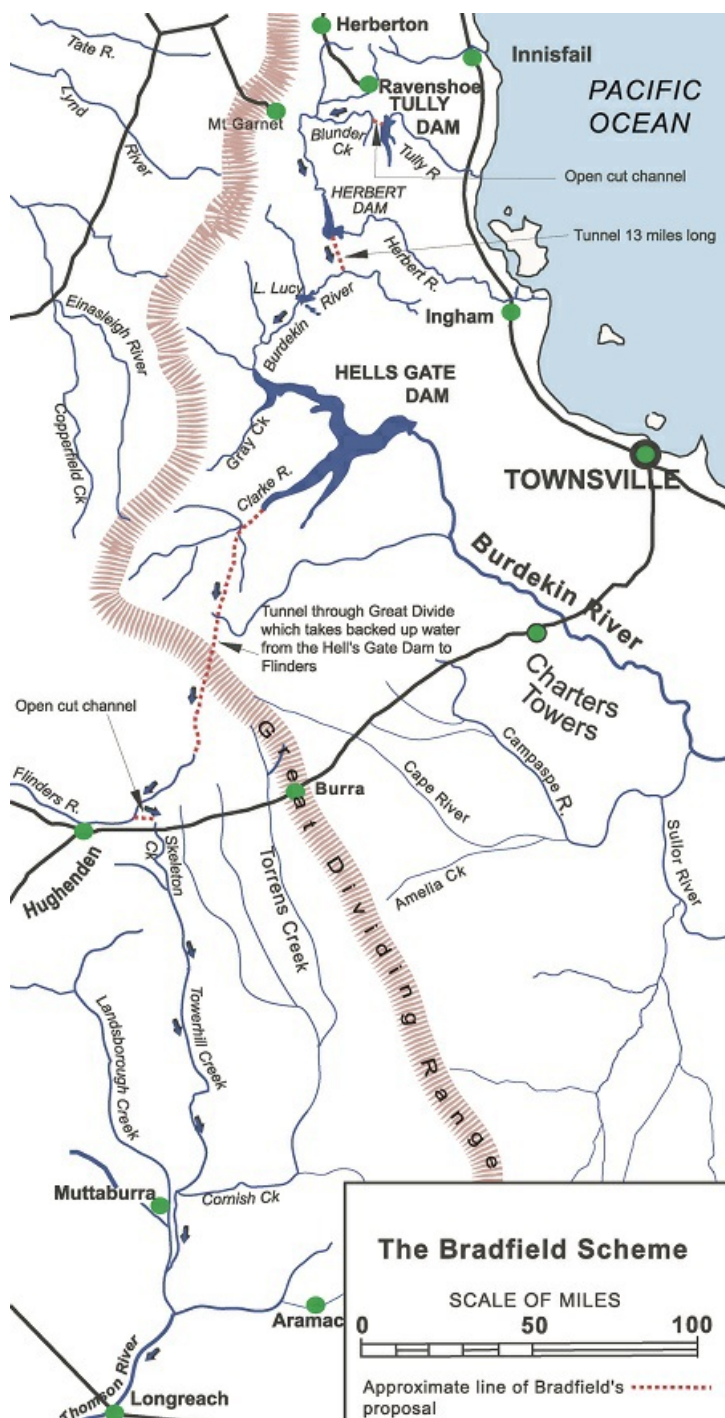 Herberton
Tate R.
Innisfail
Lynd
River
Ravenshoe
PACIFIC
OCEAN
Mt Garnet
TULLY
DAM
Blunder
Ck
Tully R.
Open cut channel
HERBERT
DAM
Tunnel 13 miles long
Herbert R.
L. Lucy
Burdekin River
Einasleigh River
Ingham
HELLS GATE
DAM
Copperfield Ck
Gray Ck
Clarke R.
TOWNSVILLE
Burdekin River
Tunnel through Great Divide
which takes backed up water
from the Hell's Gate Dam to
Flinders
Charters
Towers
Open cut channel
Great Dividing Range
Campaspe R.
Cape River
Flinders R.
Burra
Skeleton
Ck
Sullor River
Hughenden
Torrens Creek
Amelia Ck
Landsborough Creek
Towerhill Creek
Muttaburra
Cornish Ck
The Bradfield Scheme
SCALE OF MILES
0 50 100
Aramac
Approximate line of Bradfield's
proposal
Thomson River
Longreach